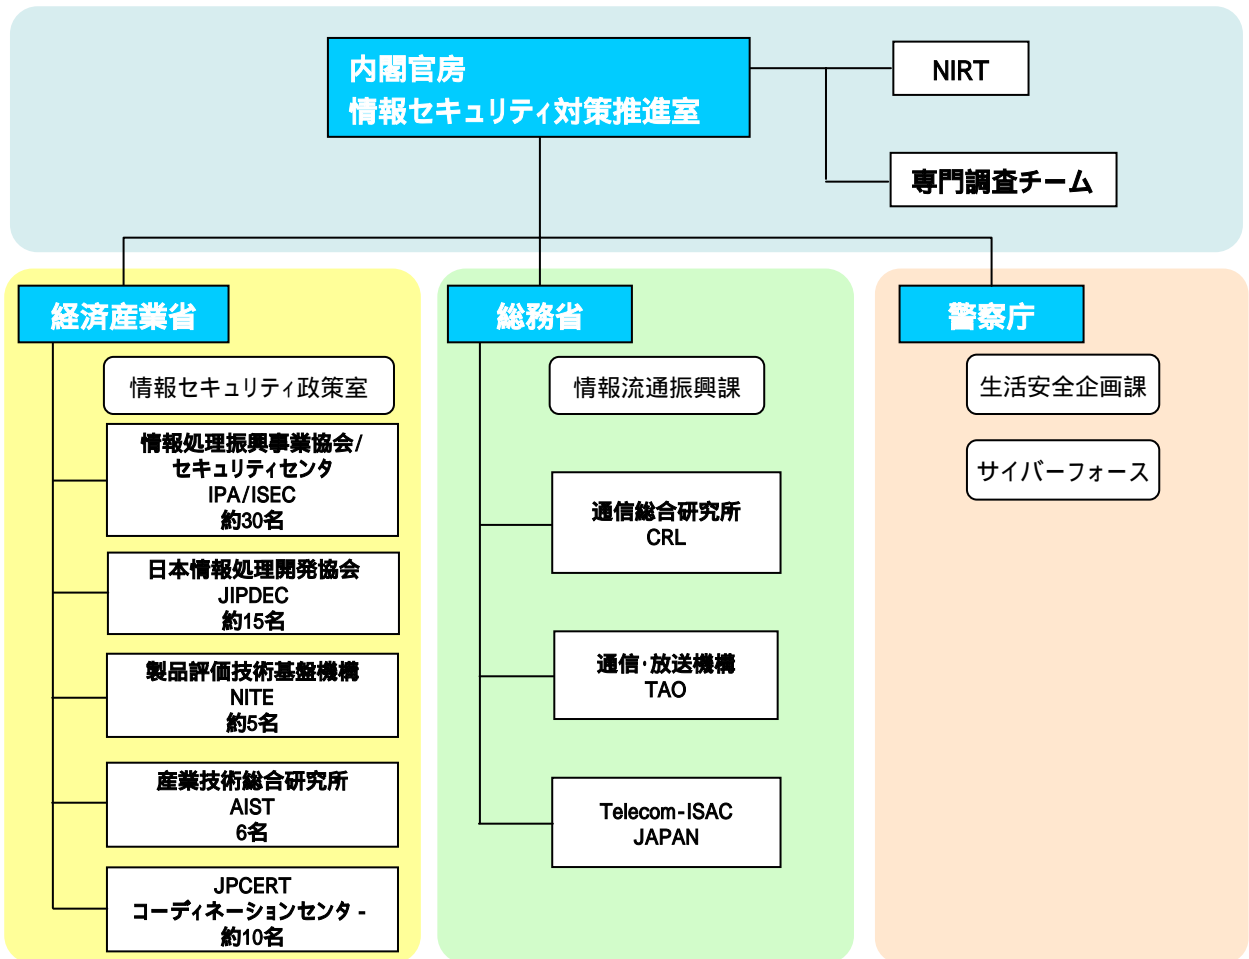 内閣官房
情報セキュリティ対策推進室
NIRT
専門調査チーム
経済産業省
情報セキュリティ政策室
情報処理振興事業協会/
セキュリティセンタ
IPA/ISEC
約30名
日本情報処理開発協会
JIPDEC
約15名
製品評価技術基盤機構
NITE
約5名
産業技術総合研究所
AIST
6名
JPCERT
コーディネーションセンタ-
約10名
総務省
情報流通振興課
通信総合研究所
CRL
通信・放送機構
TAO
Telecom-ISAC
JAPAN
警察庁
生活安全企画課
サイバーフォース